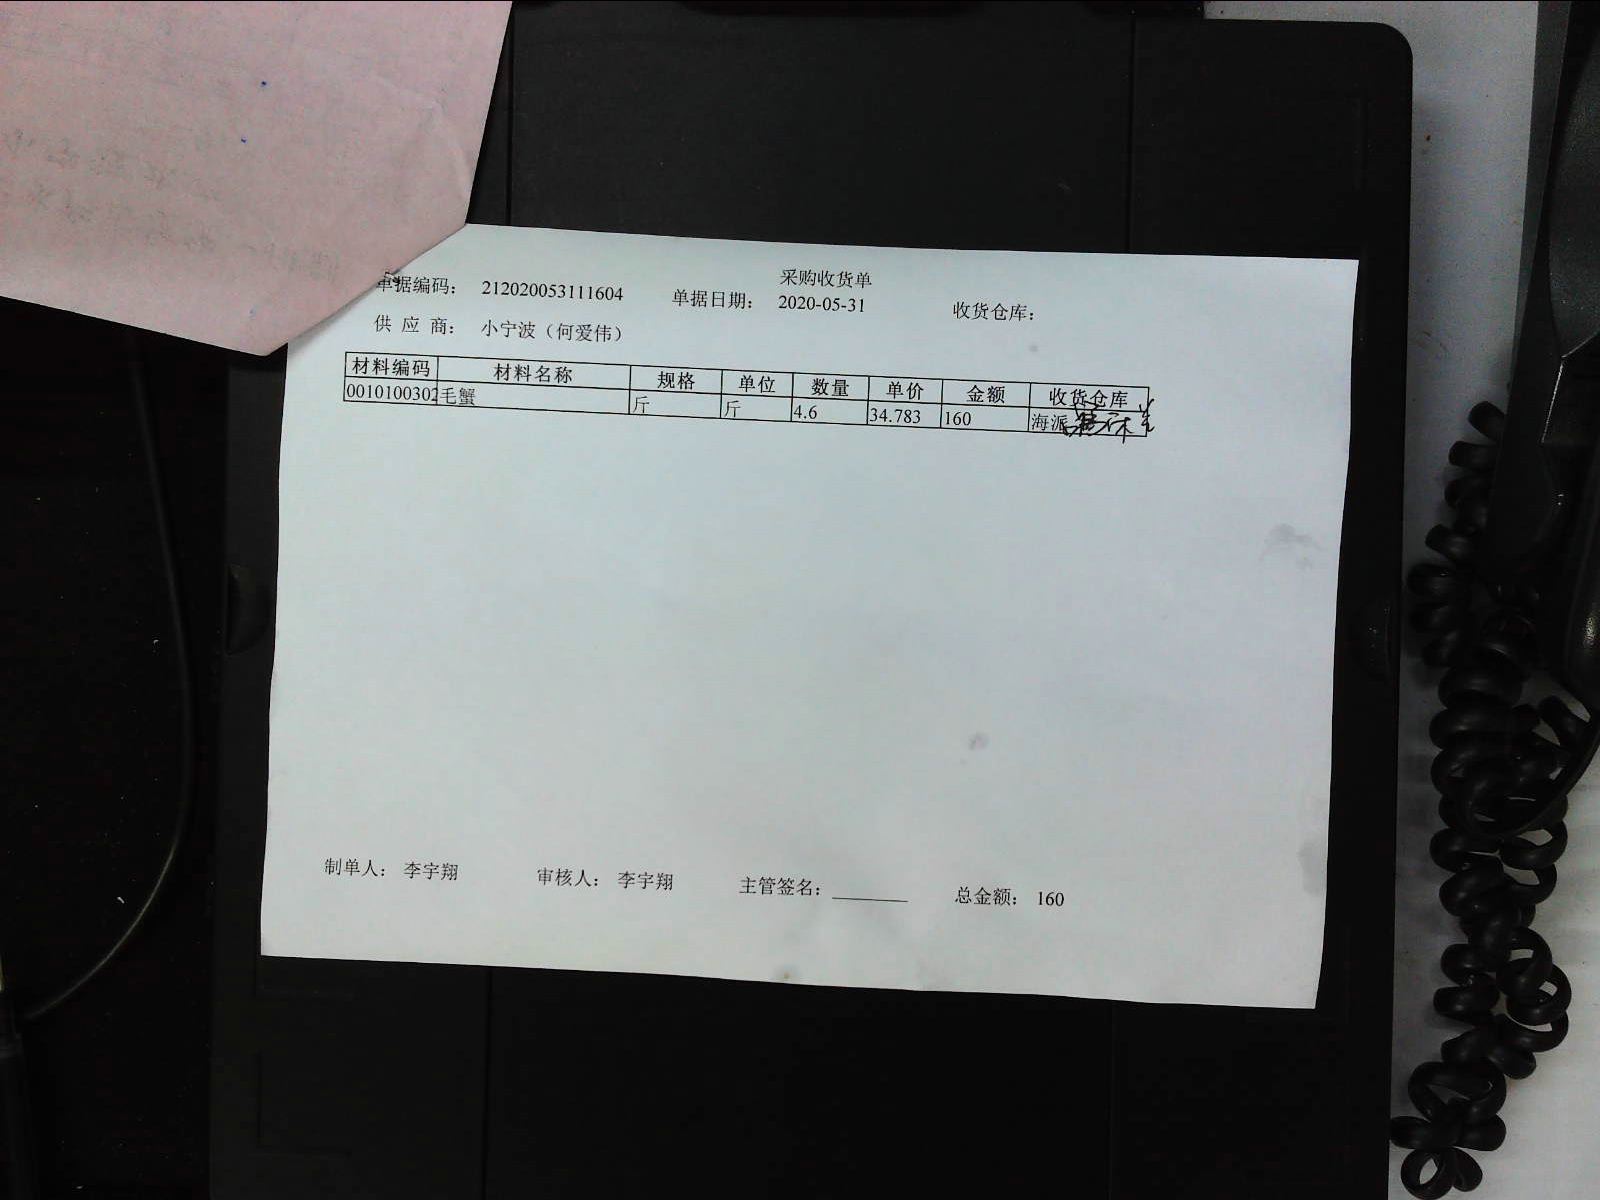 采购收货单
单据编码： 212020053111604 单据日期： 2020-05-31 收货仓库：
供 应 商： 小宁波（何爱伟）
材料编码 材料名称 规格 单位 数量 单价 金额 收货仓库
0010100302 毛蟹 斤 斤 4.6 34.783 160 海派
制单人： 李宇翔 审核人： 李宇翔 主管签名： 总金额： 160